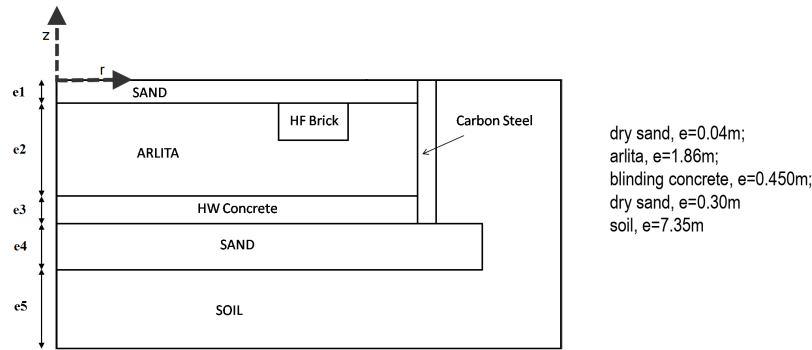 z
r
e1
SAND
HF Brick
Carbon Steel
e2
ARLITA
e3
HW Concrete
e4
SAND
e5
SOIL
dry sand, e=0.04m;
arlita, e=1.86m;
blinding concrete, e=0.450m;
dry sand, e=0.30m
soil, e=7.35m